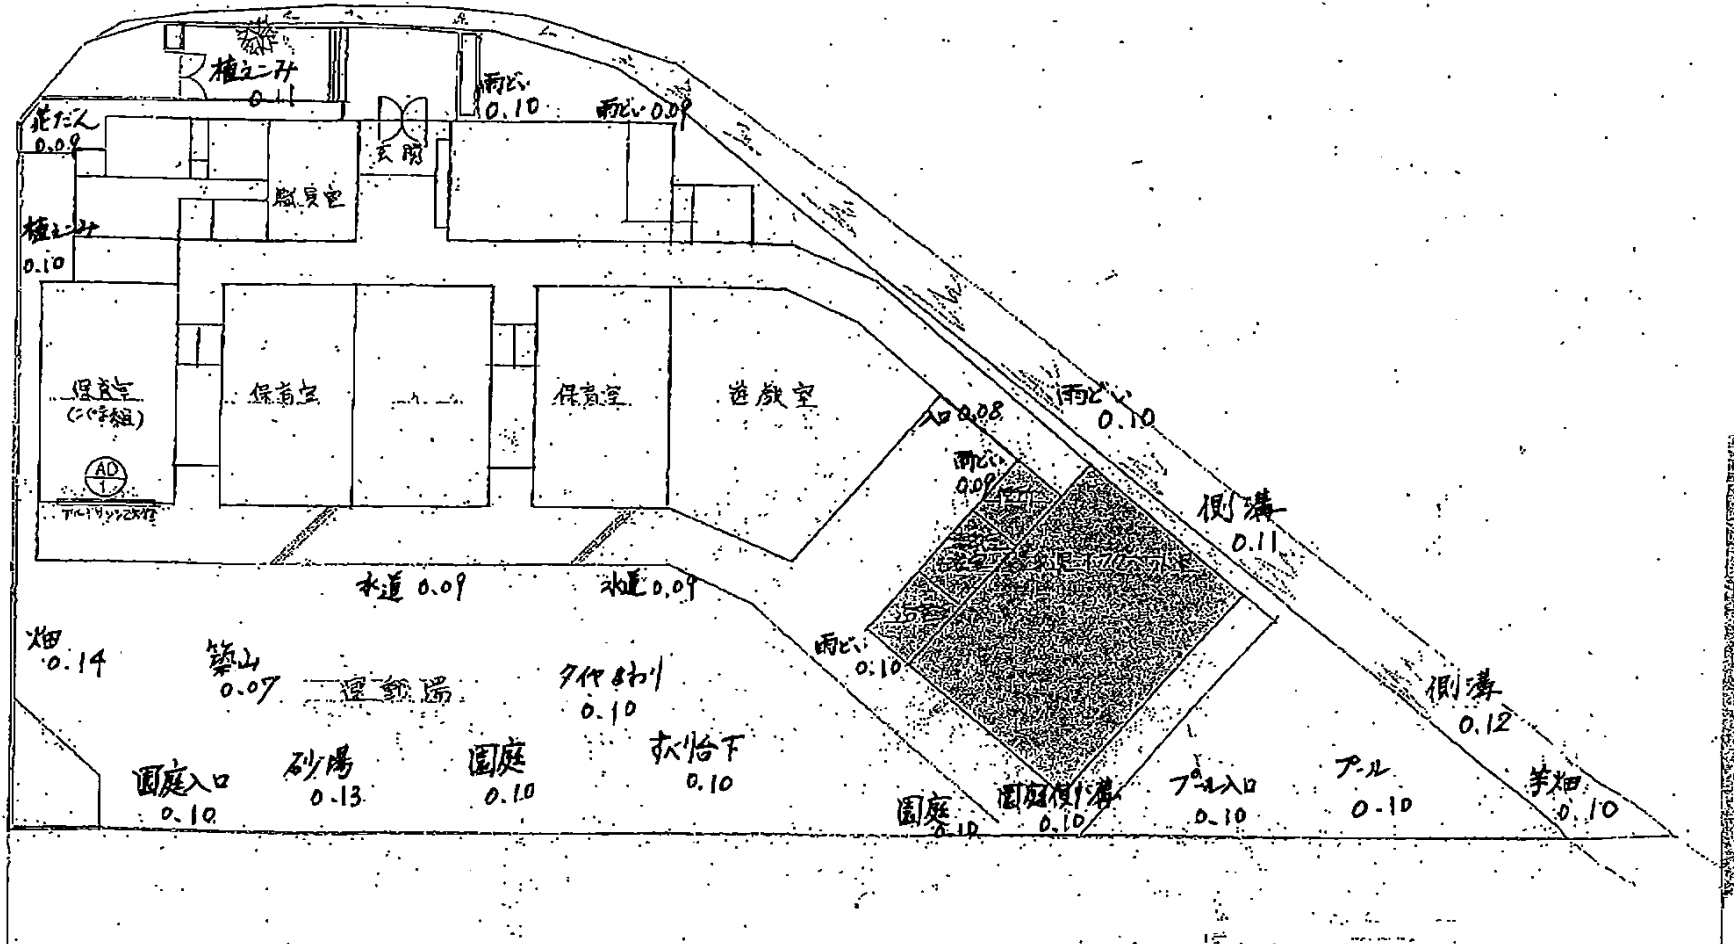 植えこみ
0.11
雨どい
0.10
雨どい 0.09
花だん
0.09
玄関
職員室
植えこみ
0.10
保育室
(こぐま組)
AD
1
保育室
保育室
遊戯室
入口 0.08
雨どい
0.10
雨どい
0.09
側溝
0.11
水道 0.09
水道 0.09
畑
0.14
築山
0.07
運動場
タイヤまわり
0.10
雨どい
0.10
側溝
0.12
園庭入口
0.10
砂場
0.13
園庭
0.10
すべり台下
0.10
園庭
0.10
園庭側溝
0.10
プール入口
0.10
プール
0.10
芋畑
0.10